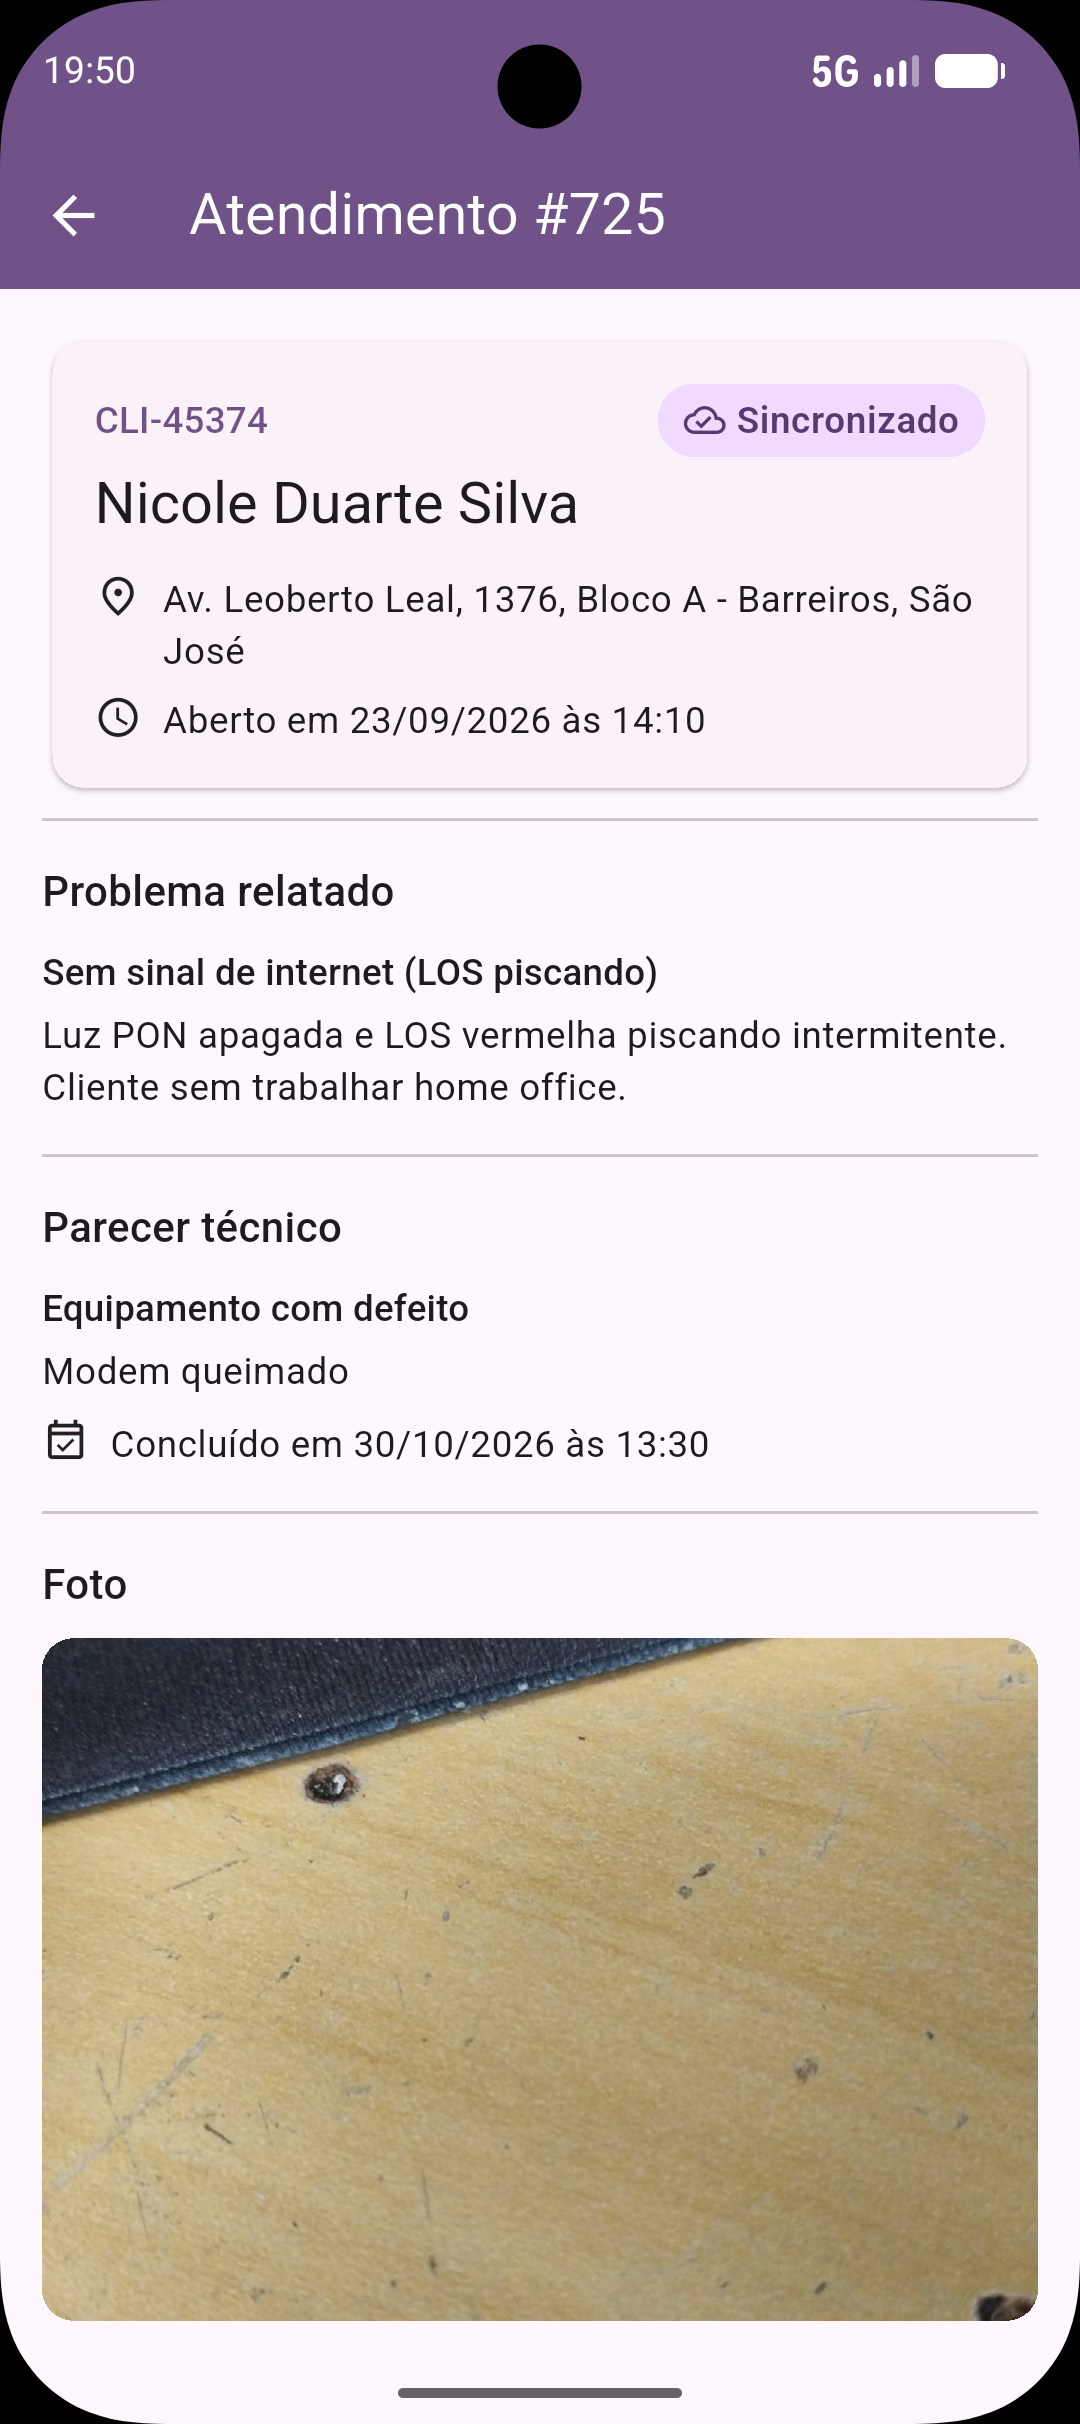 19:50
5G
Atendimento #725
CLI-45374
Sincronizado
Nicole Duarte Silva
Av. Leoberto Leal, 1376, Bloco A - Barreiros, São
José
Aberto em 23/09/2026 às 14:10
Problema relatado
Sem sinal de internet (LOS piscando)
Luz PON apagada e LOS vermelha piscando intermitente.
Cliente sem trabalhar home office.
Parecer técnico
Equipamento com defeito
Modem queimado
Concluído em 30/10/2026 às 13:30
Foto